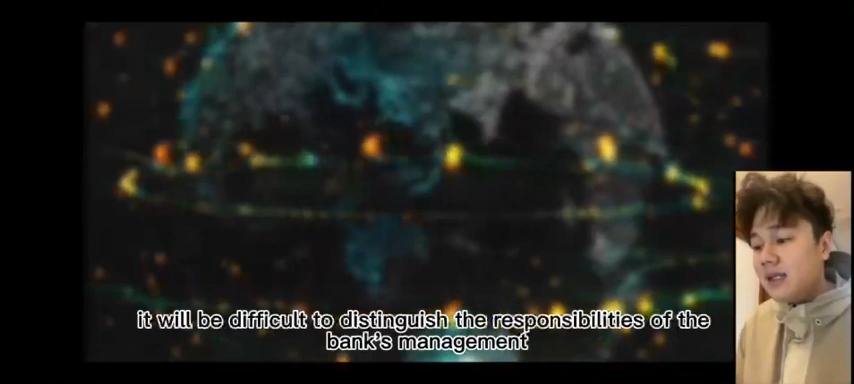 it will be difficult to distinguish the responsibilities of the
bank's management